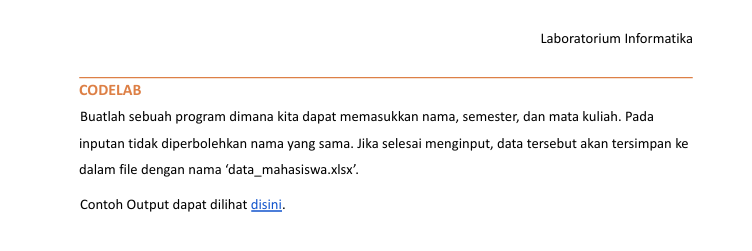 Laboratorium Informatika
CODELAB
Buatlah sebuah program dimana kita dapat memasukkan nama, semester, dan mata kuliah. Pada
inputan tidak diperbolehkan nama yang sama. Jika selesai menginput, data tersebut akan tersimpan ke
dalam file dengan nama ‘data_mahasiswa.xlsx’.
Contoh Output dapat dilihat disini.